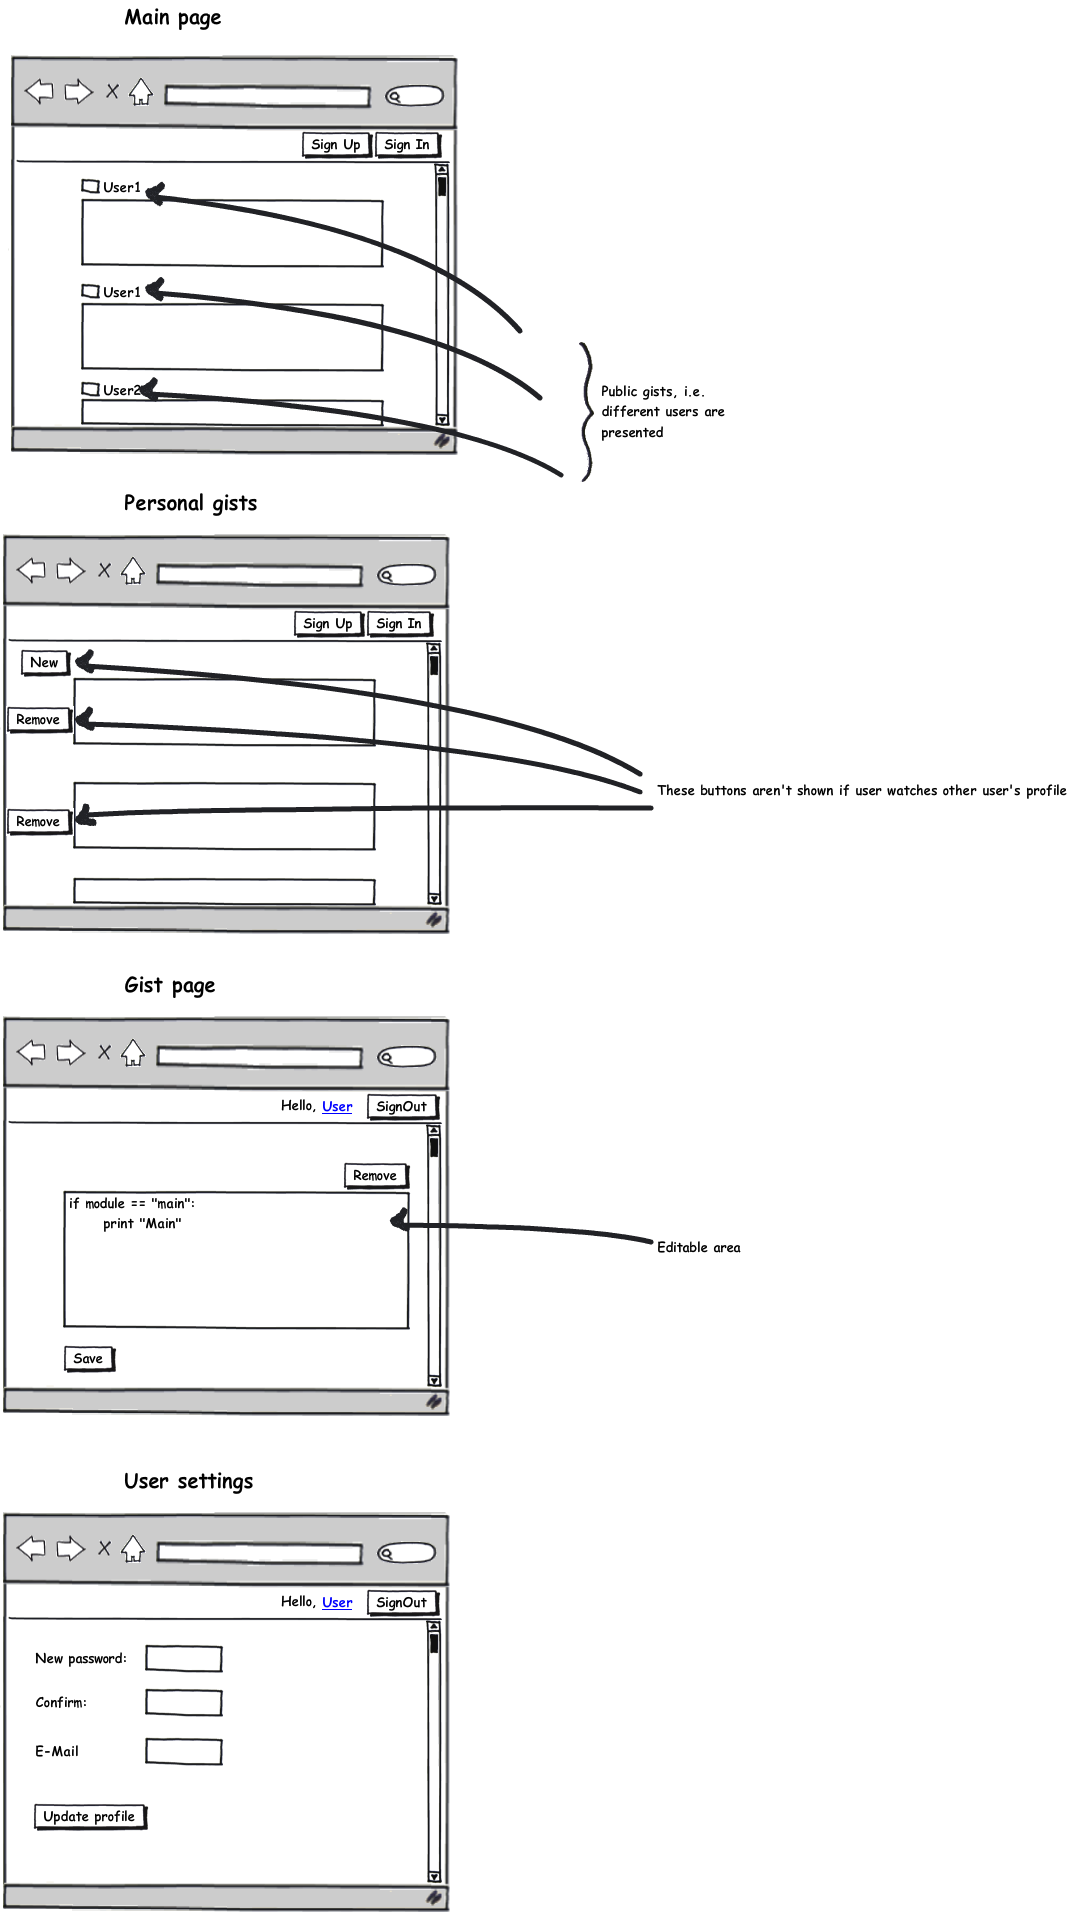 Main page
Sign Up
Sign In
User1
User1
User2
Public gists, i.e.
different users are
presented
Personal gists
Sign Up
Sign In
New
Remove
Remove
These buttons aren't shown if user watches other user's profile
Gist page
Hello, User
SignOut
Remove
if module == "main":
print "Main"
Editable area
Save
User settings
Hello, User
SignOut
New password:
Confirm:
E-Mail
Update profile